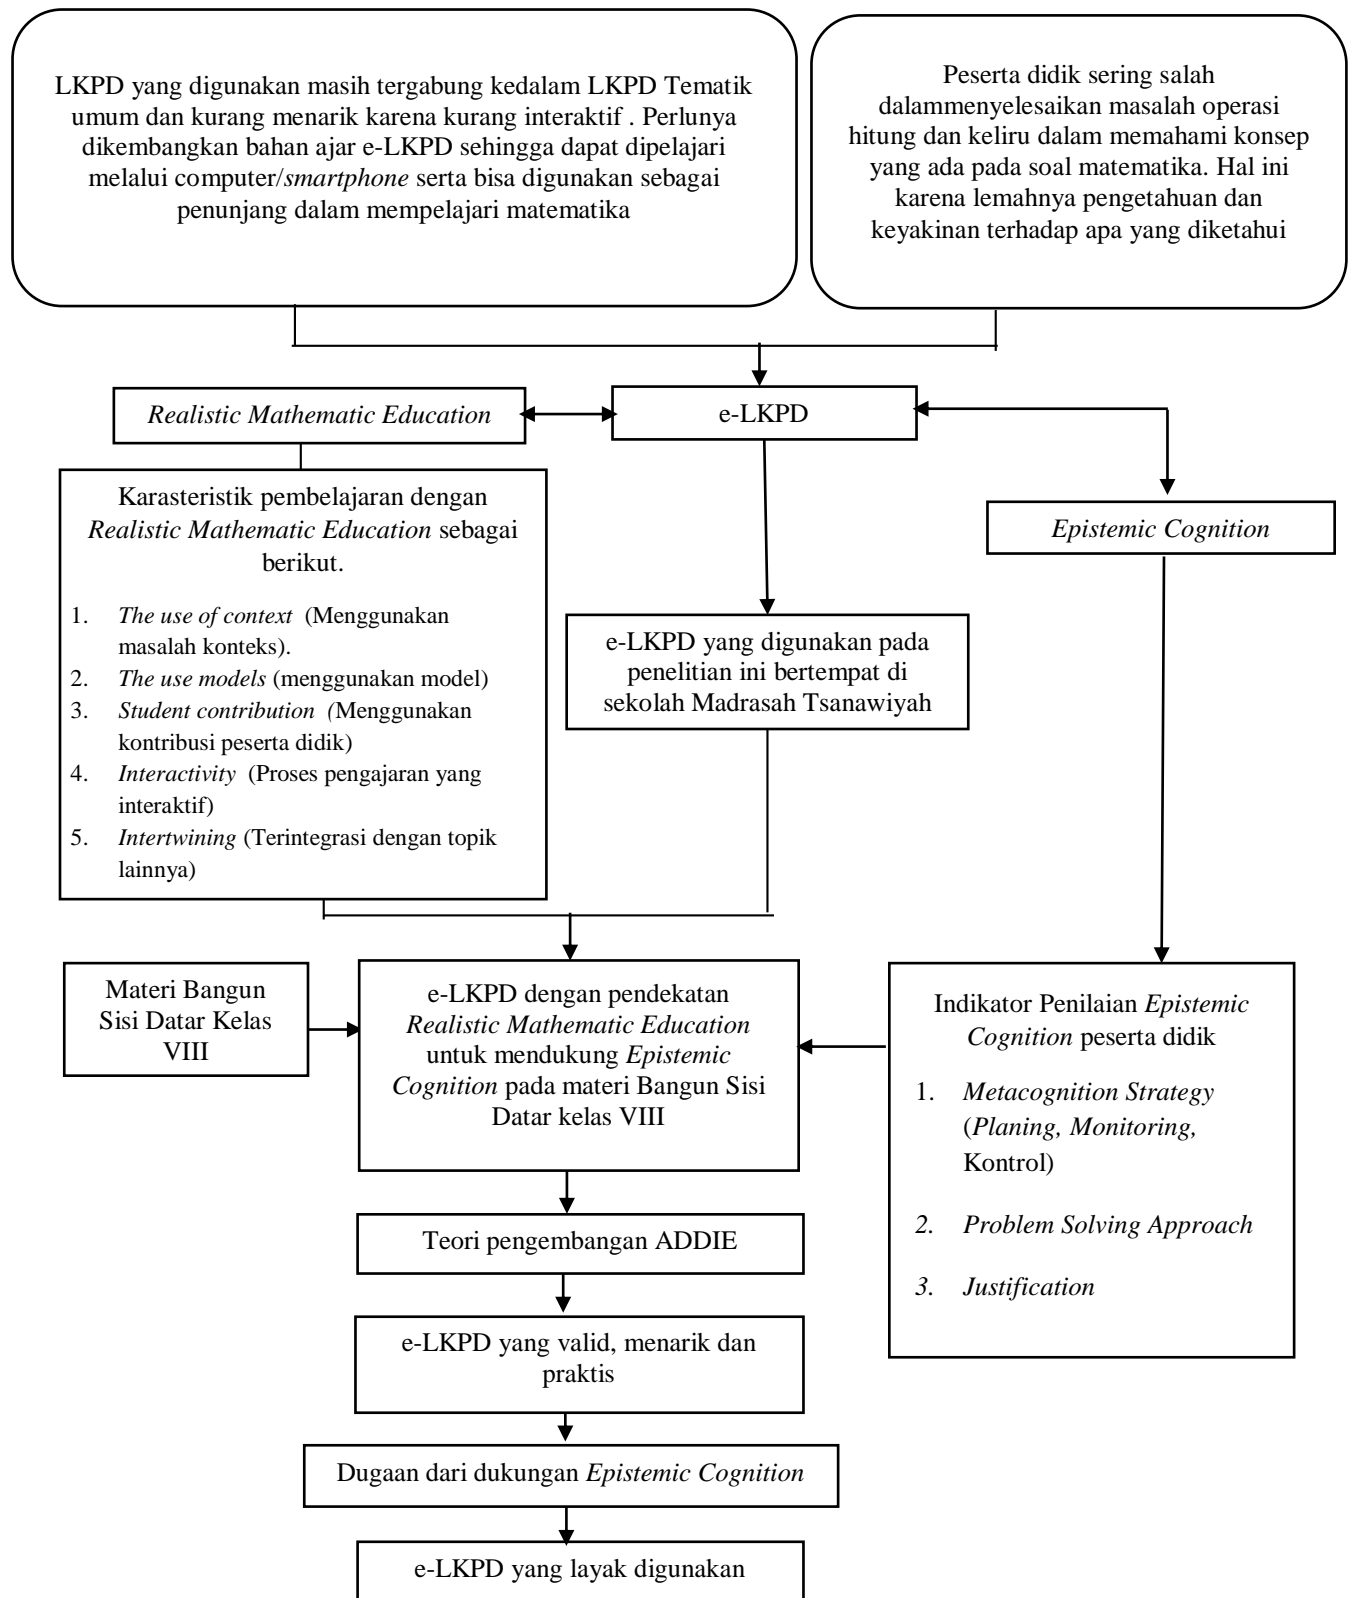 LKPD yang digunakan masih tergabung kedalam LKPD Tematik
umum dan kurang menarik karena kurang interaktif . Perlunya
dikembangkan bahan ajar e-LKPD sehingga dapat dipelajari
melalui computer/smartphone serta bisa digunakan sebagai
penunjang dalam mempelajari matematika
Peserta didik sering salah
dalammenyelesaikan masalah operasi
hitung dan keliru dalam memahami konsep
yang ada pada soal matematika. Hal ini
karena lemahnya pengetahuan dan
keyakinan terhadap apa yang diketahui
Realistic Mathematic Education
e-LKPD
Karasteristik pembelajaran dengan
Realistic Mathematic Education sebagai
berikut.
1. The use of context (Menggunakan
masalah konteks).
2. The use models (menggunakan model)
3. Student contribution (Menggunakan
kontribusi peserta didik)
4. Interactivity (Proses pengajaran yang
interaktif)
5. Intertwining (Terintegrasi dengan topik
lainnya)
Epistemic Cognition
e-LKPD yang digunakan pada
penelitian ini bertempat di
sekolah Madrasah Tsanawiyah
Materi Bangun
Sisi Datar Kelas
VIII
e-LKPD dengan pendekatan
Realistic Mathematic Education
untuk mendukung Epistemic
Cognition pada materi Bangun Sisi
Datar kelas VIII
Indikator Penilaian Epistemic
Cognition peserta didik
1. Metacognition Strategy
(Planing, Monitoring,
Kontrol)
2. Problem Solving Approach
3. Justification
Teori pengembangan ADDIE
e-LKPD yang valid, menarik dan
praktis
Dugaan dari dukungan Epistemic Cognition
e-LKPD yang layak digunakan